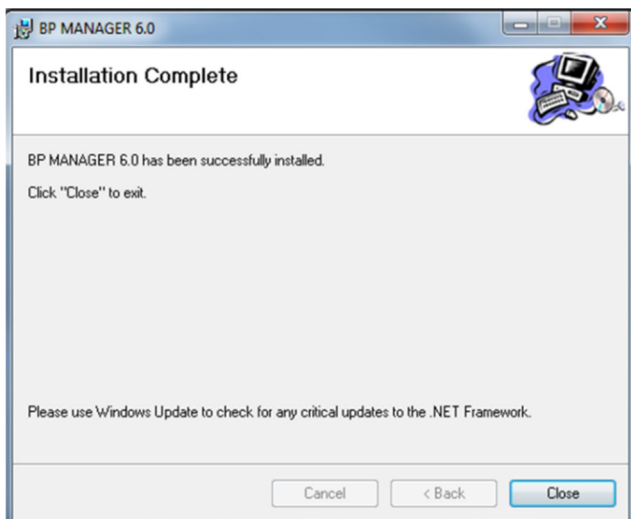 BP MANAGER 6.0
Installation Complete
BP MANAGER 6.0 has been successfully installed.
Click "Close" to exit.
Please use Windows Update to check for any critical updates to the .NET Framework.
Cancel
< Back
Close